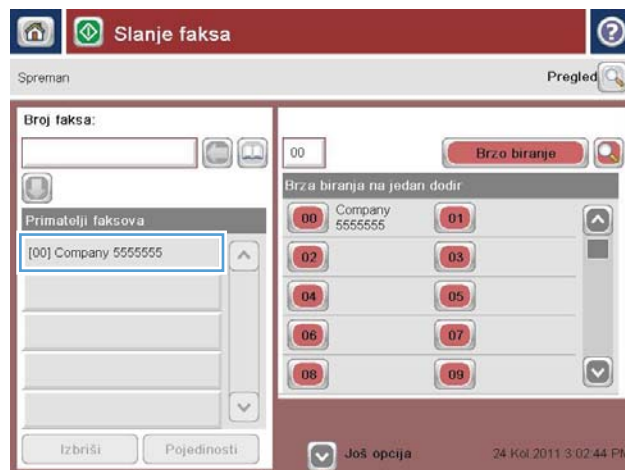 Slanje faksa
Spreman
Pregled
Broj faksa:
00
Brzo biranje
Brza biranja na jedan dodir
Primatelji faksova
[00] Company 5555555
00
Company
5555555
01
02
03
04
05
06
07
08
09
Izbriši
Pojedinosti
Još opcija
24 Kol 2011 3:02:44 PM